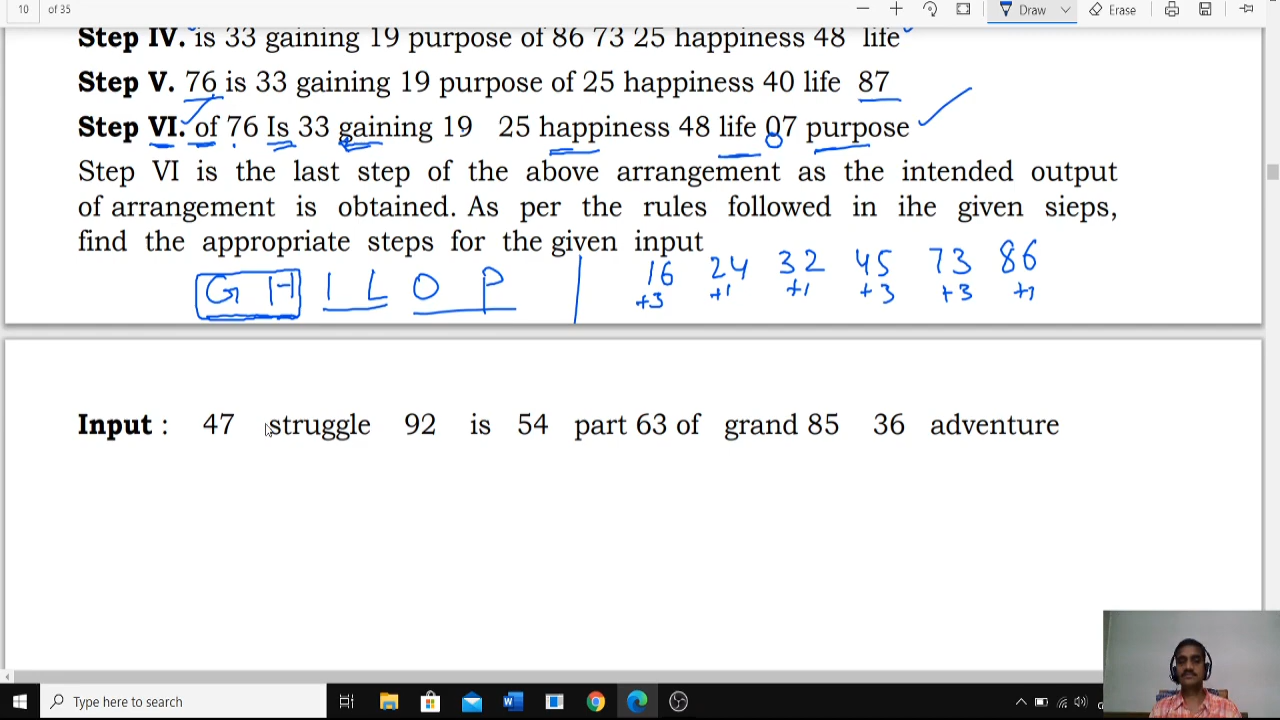 10 of 35 Draw Erase
Step IV. is 33 gaining 19 purpose of 86 73 25 happiness 48 life
Step V. 76 is 33 gaining 19 purpose of 25 happiness 40 life 87
Step VI. of 76 Is 33 gaining 19 25 happiness 48 life 07 purpose
Step VI is the last step of the above arrangement as the intended output
of arrangement is obtained. As per the rules followed in ihe given sieps,
find the appropriate steps for the given input
G H I L O P 16 24 32 45 73 86
+3 +1 +1 +3 +3 +1
Input : 47 struggle 92 is 54 part 63 of grand 85 36 adventure
Type here to search